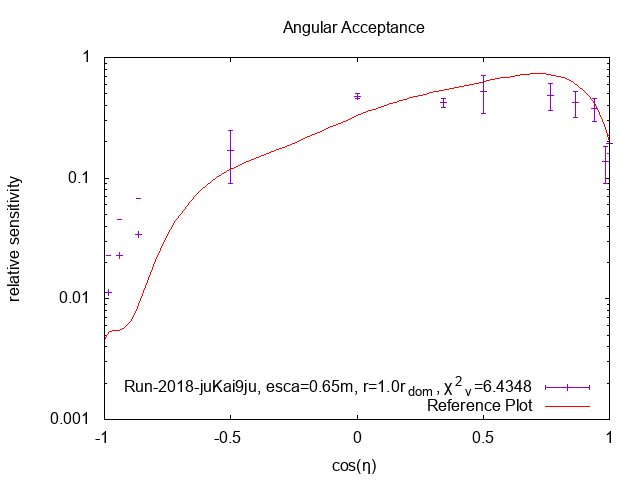 Angular Acceptance
relative sensitivity
1
0.1
0.01
0.001
Run-2018-juKai9ju, esca=0.65m, r=1.0r_dom, χ²_ν=6.4348
Reference Plot
-1 -0.5 0 0.5 1
cos(η)